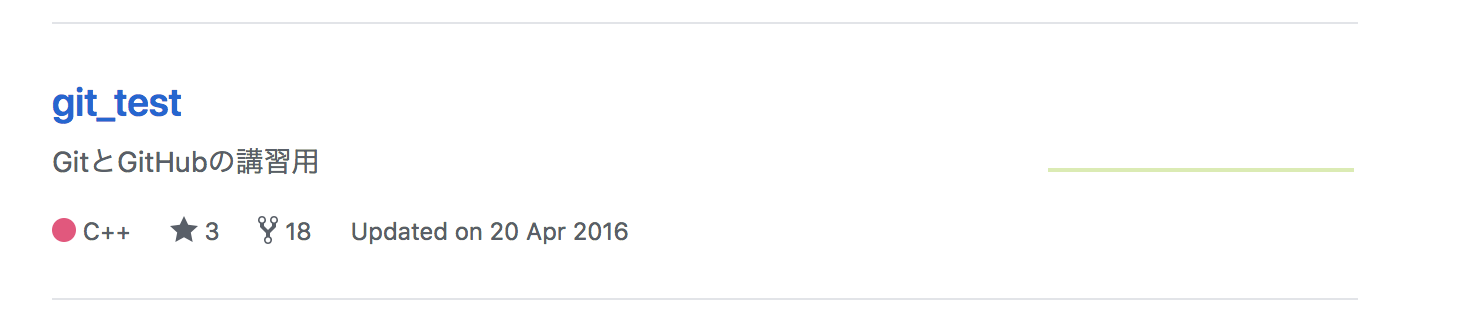 git_test
GitとGitHubの講習用
C++ 3 18 Updated on 20 Apr 2016